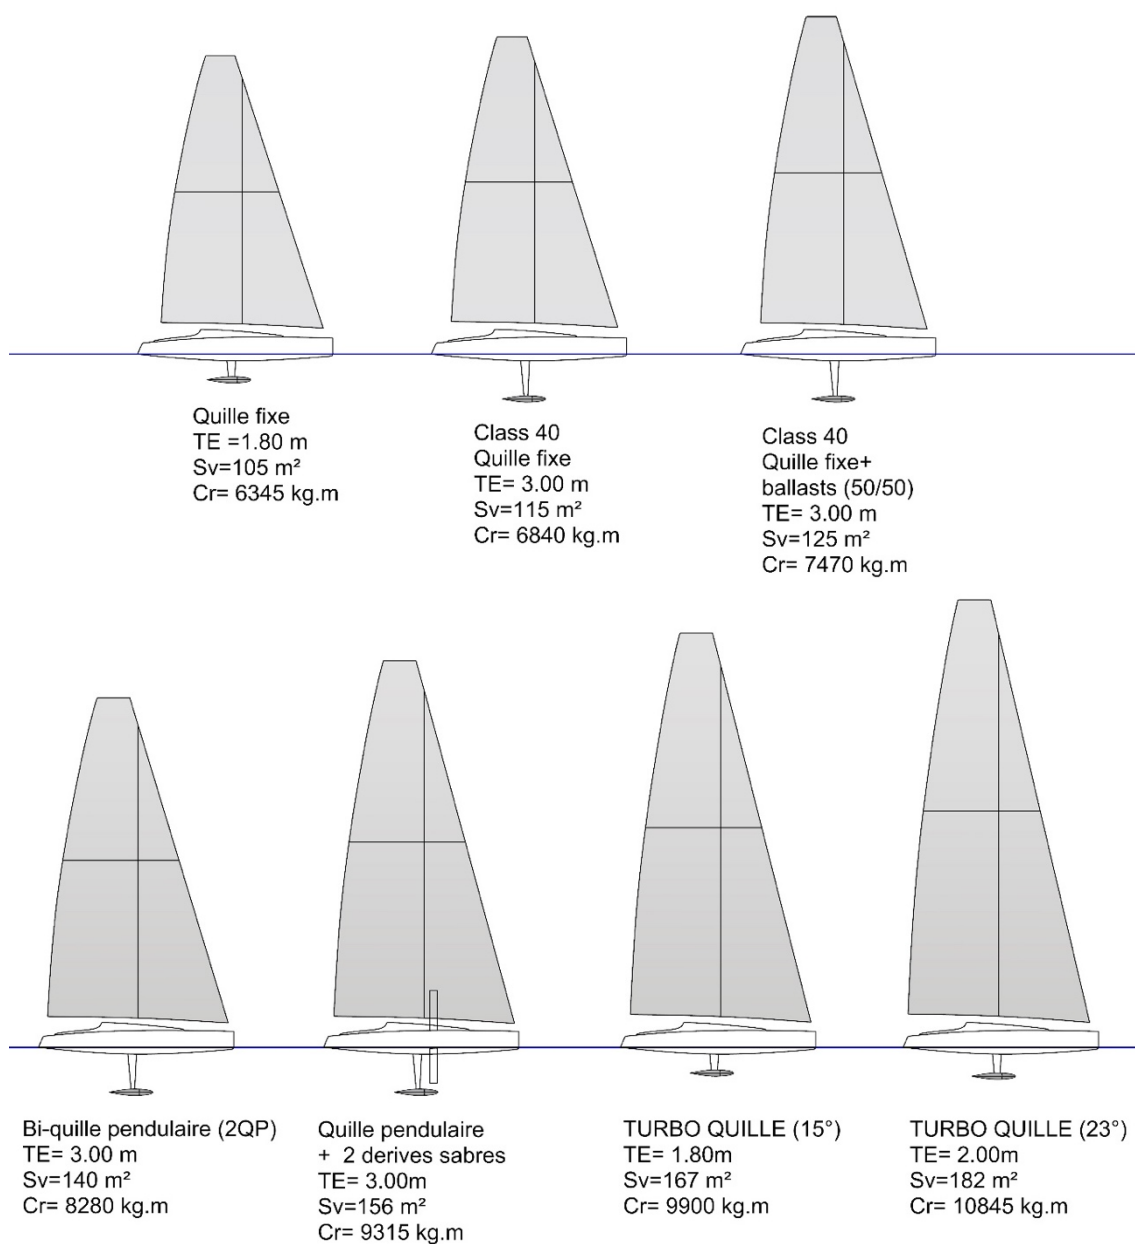 Quille fixe
TE =1.80 m
Sv=105 m²
Cr= 6345 kg.m
Class 40
Quille fixe
TE= 3.00 m
Sv=115 m²
Cr= 6840 kg.m
Class 40
Quille fixe+
ballasts (50/50)
TE= 3.00 m
Sv=125 m²
Cr= 7470 kg.m
Bi-quille pendulaire (2QP)
TE= 3.00 m
Sv=140 m²
Cr= 8280 kg.m
Quille pendulaire
+ 2 derives sabres
TE= 3.00m
Sv=156 m²
Cr= 9315 kg.m
TURBO QUILLE (15°)
TE= 1.80m
Sv=167 m²
Cr= 9900 kg.m
TURBO QUILLE (23°)
TE= 2.00m
Sv=182 m²
Cr= 10845 kg.m